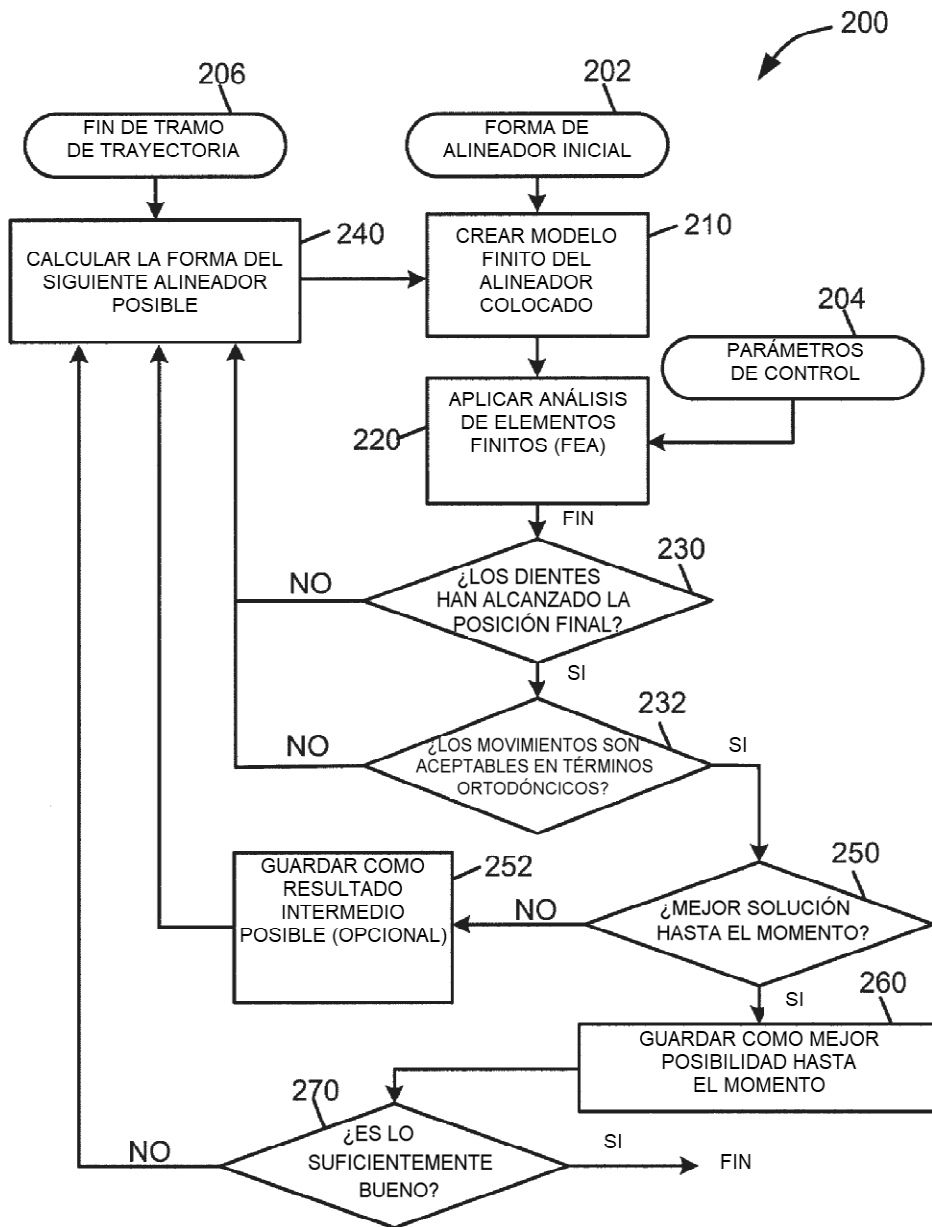 200
206
202
FIN DE TRAMO
DE TRAYECTORIA
FORMA DE
ALINEADOR INICIAL
240
CALCULAR LA FORMA DEL
SIGUIENTE ALINEADOR
POSIBLE
210
CREAR MODELO
FINITO DEL
ALINEADOR
COLOCADO
204
PARÁMETROS
DE CONTROL
220
APLICAR ANÁLISIS
DE ELEMENTOS
FINITOS (FEA)
FIN
230
NO
¿LOS DIENTES
HAN ALCANZADO LA
POSICIÓN FINAL?
SI
232
NO
¿LOS MOVIMIENTOS SON
ACEPTABLES EN TÉRMINOS
ORTODÓNCICOS?
SI
252
GUARDAR COMO
RESULTADO
INTERMEDIO
POSIBLE (OPCIONAL)
250
NO
¿MEJOR SOLUCIÓN
HASTA EL MOMENTO?
SI
260
GUARDAR COMO MEJOR
POSIBILIDAD HASTA
EL MOMENTO
270
NO
¿ES LO
SUFICIENTEMENTE
BUENO?
SI
FIN